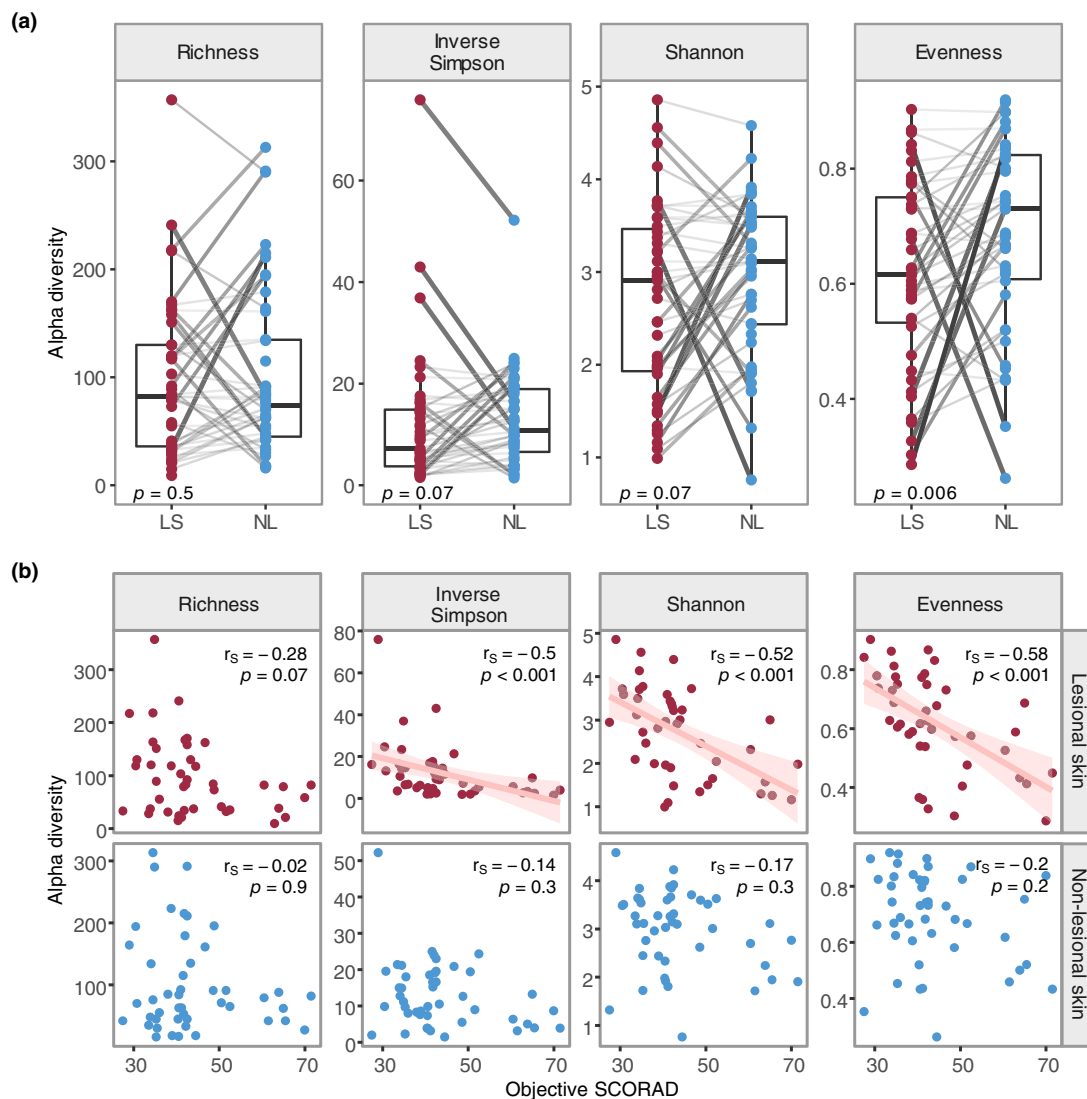 (a)
Richness
Inverse
Simpson
Shannon
Evenness
Alpha diversity
300
200
100
0
p = 0.5
LS
NL
60
40
20
0
p = 0.07
LS
NL
5
4
3
2
1
p = 0.07
LS
NL
0.8
0.6
0.4
p = 0.006
LS
NL
(b)
Richness
Inverse
Simpson
Shannon
Evenness
Alpha diversity
300
200
100
0
rS = −0.28
p = 0.07
80
60
40
20
0
rS = −0.5
p < 0.001
5
4
3
2
1
rS = −0.52
p < 0.001
0.8
0.6
0.4
rS = −0.58
p < 0.001
Lesional skin
300
200
100
rS = −0.02
p = 0.9
50
40
30
20
10
0
rS = −0.14
p = 0.3
4
3
2
1
rS = −0.17
p = 0.3
0.8
0.6
0.4
rS = −0.2
p = 0.2
Non-lesional skin
30
50
70
30
50
70
30
50
70
30
50
70
Objective SCORAD